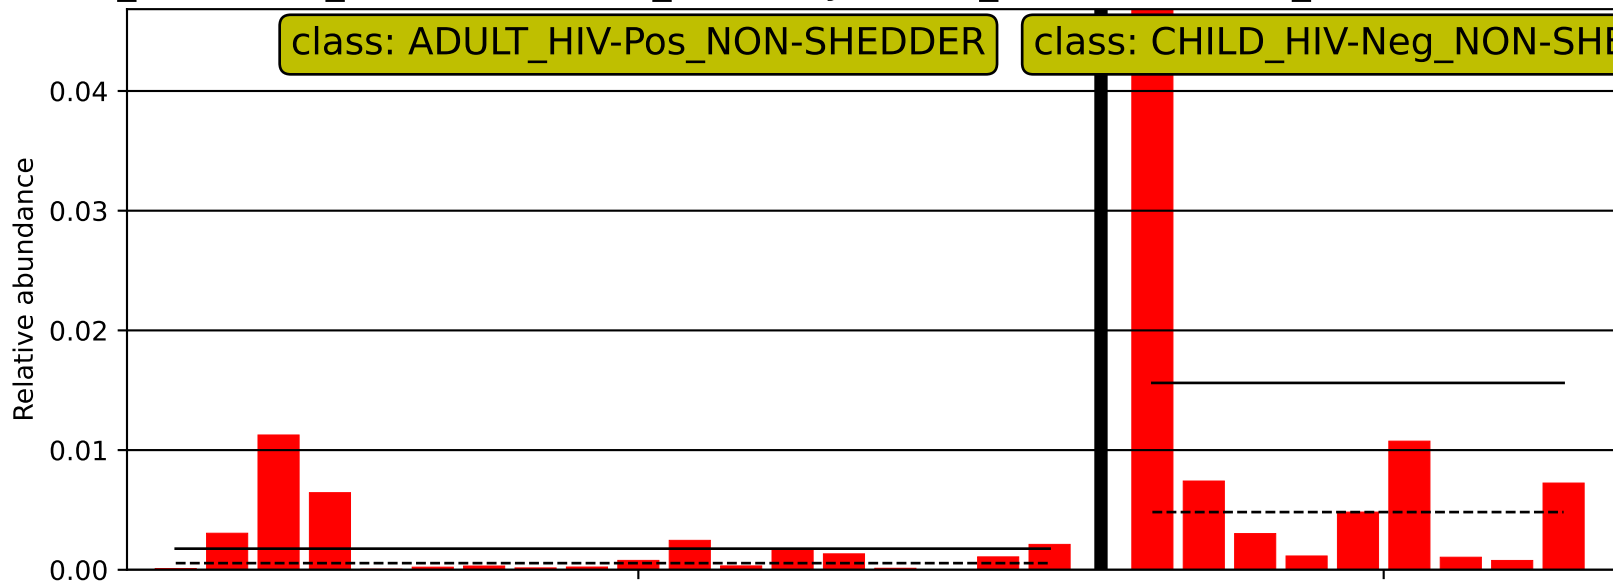 class: ADULT_HIV-Pos_NON-SHEDDER
class: CHILD_HIV-Neg_NON-SHE
0.04
0.03
0.02
0.01
0.00
Relative abundance